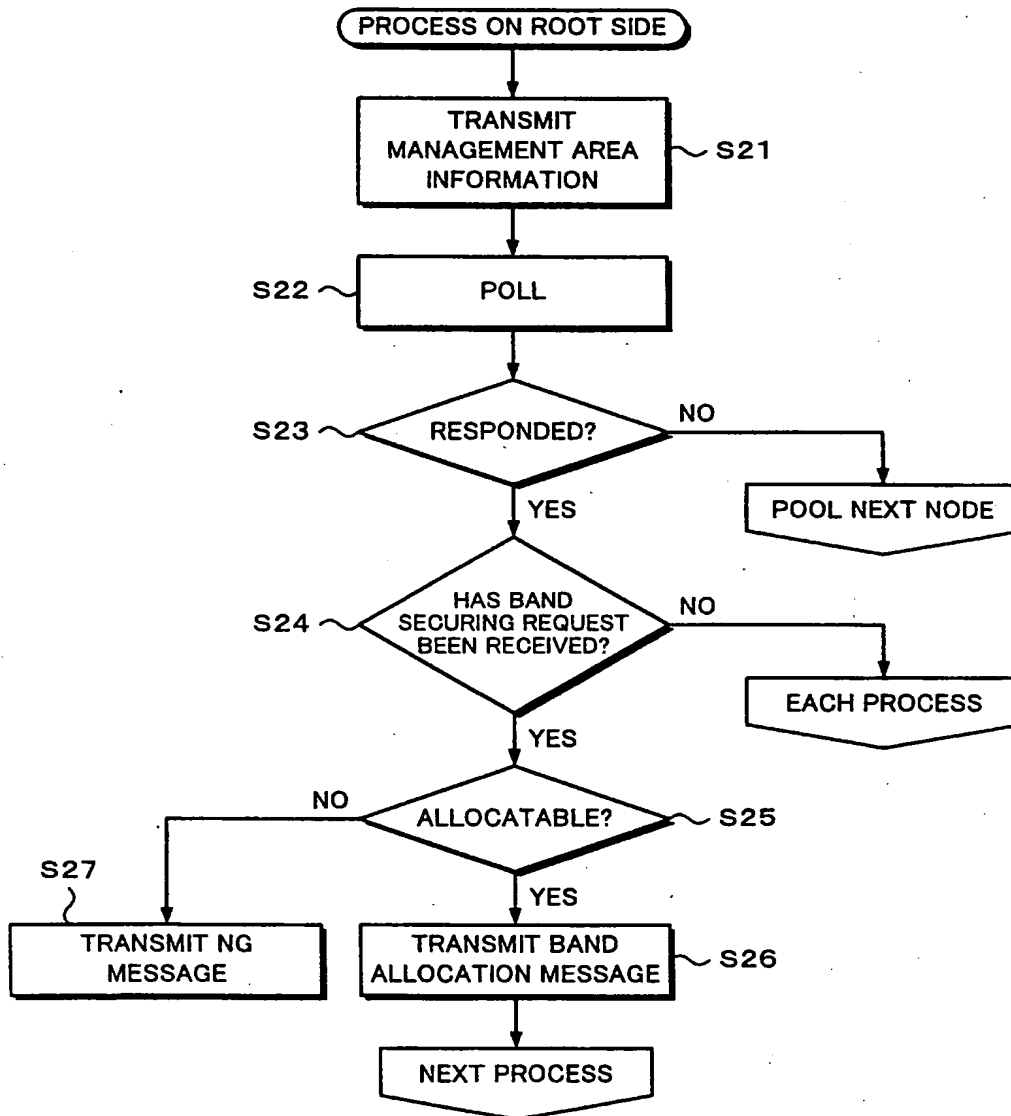 PROCESS ON ROOT SIDE
TRANSMIT
MANAGEMENT AREA
INFORMATION
S21
S22
POLL
S23
RESPONDED?
NO
POOL NEXT NODE
YES
S24
HAS BAND
SECURING REQUEST
BEEN RECEIVED?
NO
EACH PROCESS
YES
NO
ALLOCATABLE?
S25
S27
YES
TRANSMIT NG
MESSAGE
TRANSMIT BAND
ALLOCATION MESSAGE
S26
NEXT PROCESS